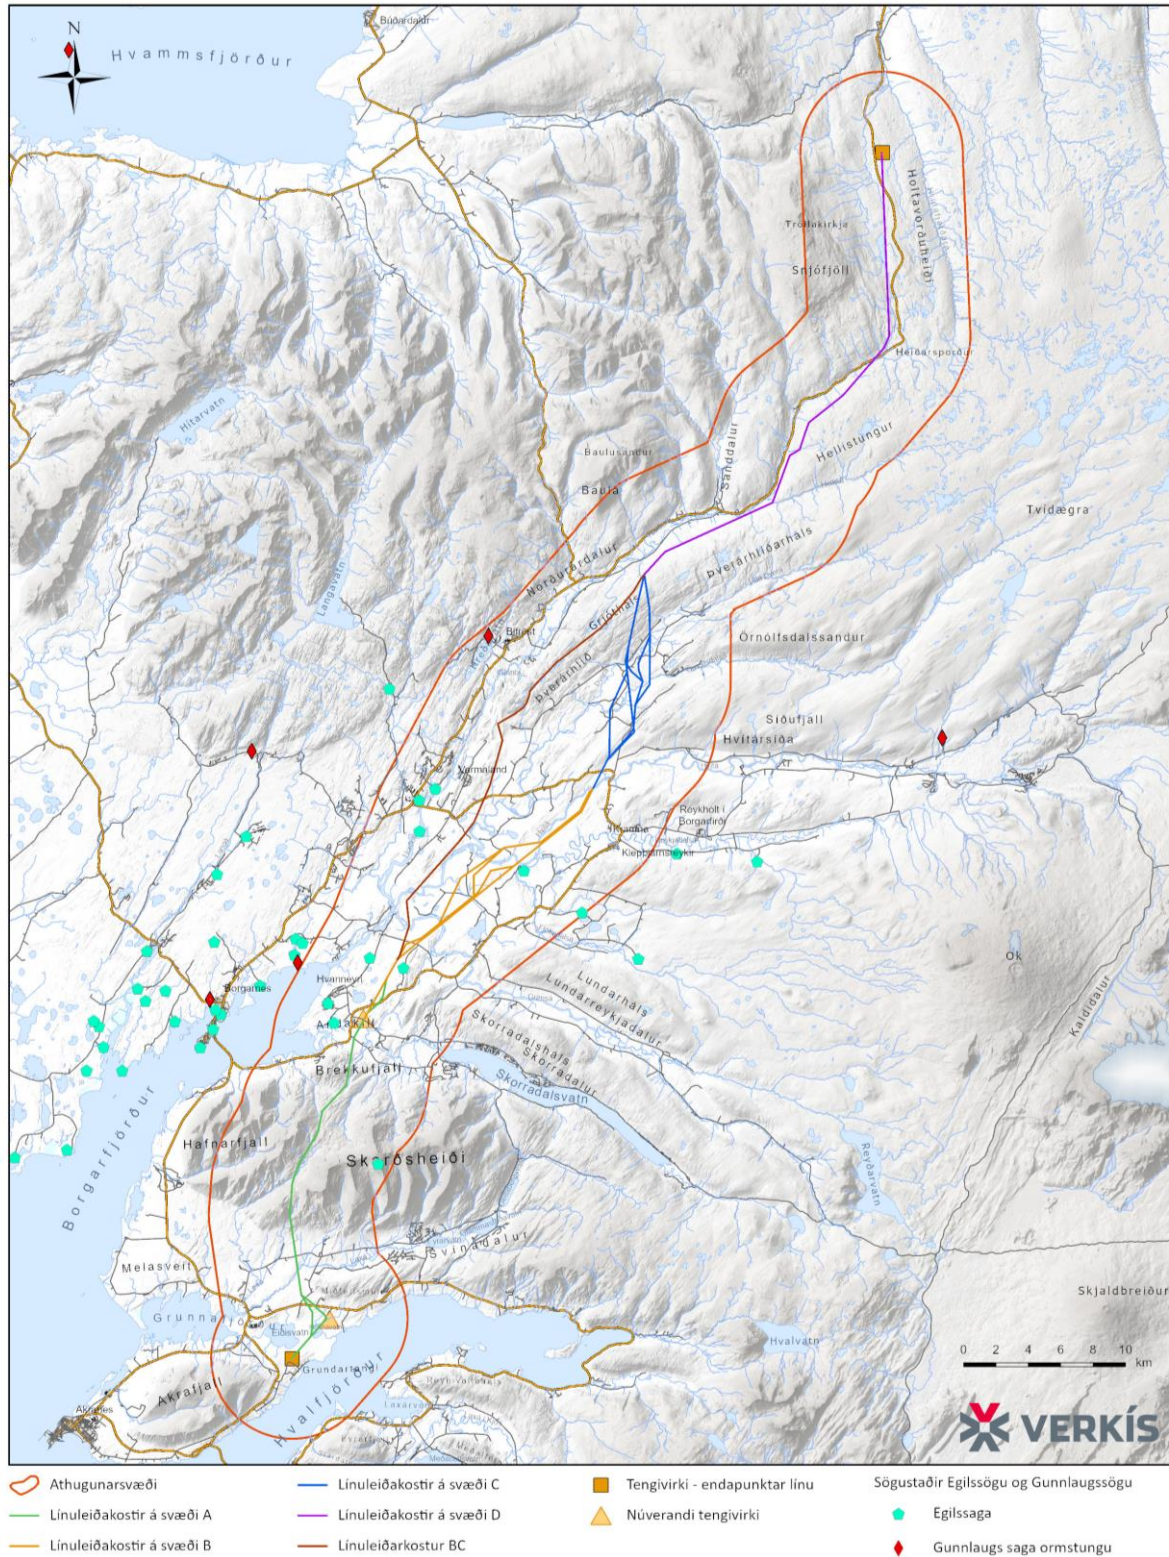 Búðardalur
N
Hvammsfjörður
Holtavörðuheiði
Tröllakirkja
Snjófjöll
Heiðarsporður
Hítarvatn
Baulusandur
Baula
Sanddalur
Hellistungur
Tvídægra
Langavatn
Norðurárdalur
Þverárhlíðarháls
Grjótháls
Bifröst
Örnólfsdalssandur
Þverárhlíð
Síðufjall
Hvítársíða
Varmaland
Reykholt í
Borgarfirði
Kleppjárnsreykir
Ok
Hvanneyri
Borgarnes
Lundarháls
Lundarreykjadalur
Kaldidalur
Andakíll
Skorradalsháls
Skorradalur
Brekkufjall
Skorradalsvatn
Hafnarfjall
Skarðsheiði
Reyðarvatn
Borgarfjörður
Svínadalur
Melasveit
Skjaldbreiður
Grunnafjörður
Eiðisvatn
Hvalvatn
0 2 4 6 8 10
km
Grundartangi
Akrafjall
Akranes
Hvalfjörður
VERKÍS
Athugunarsvæði
Línuleiðakostir á svæði A
Línuleiðakostir á svæði B
Línuleiðakostir á svæði C
Línuleiðakostir á svæði D
Línuleiðarkostur BC
Tengivirki - endapunktar línu
Núverandi tengivirki
Sögustaðir Egilssögu og Gunnlaugssögu
Egilssaga
Gunnlaugs saga ormstungu